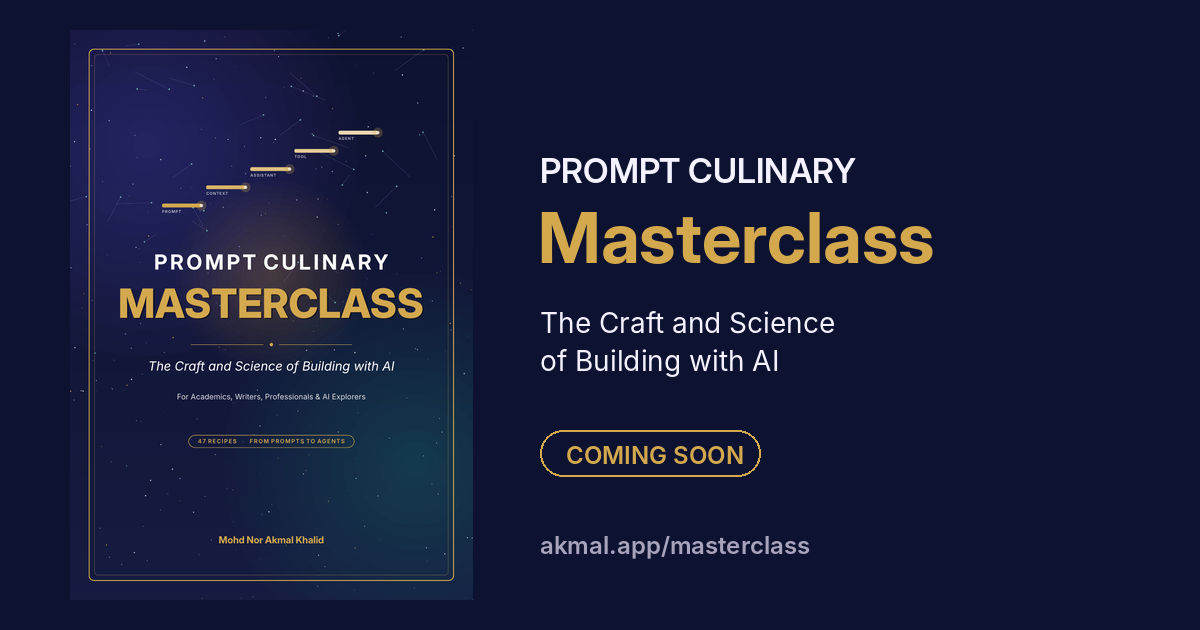 AGENT
TOOL
ASSISTANT
CONTEXT
PROMPT
PROMPT CULINARY
MASTERCLASS
The Craft and Science of Building with AI
For Academics, Writers, Professionals & AI Explorers
47 RECIPES · FROM PROMPTS TO AGENTS
Mohd Nor Akmal Khalid
PROMPT CULINARY
Masterclass
The Craft and Science
of Building with AI
COMING SOON
akmal.app/masterclass